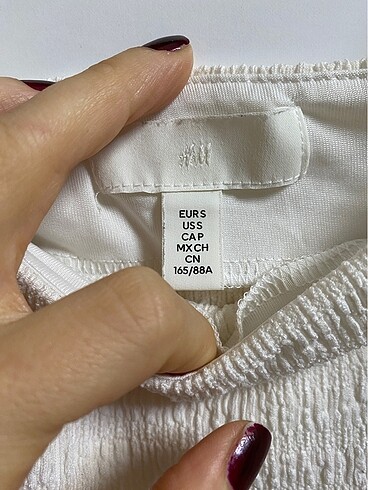 H&M
EUR S
US S
CA P
MX CH
CN
165/88A